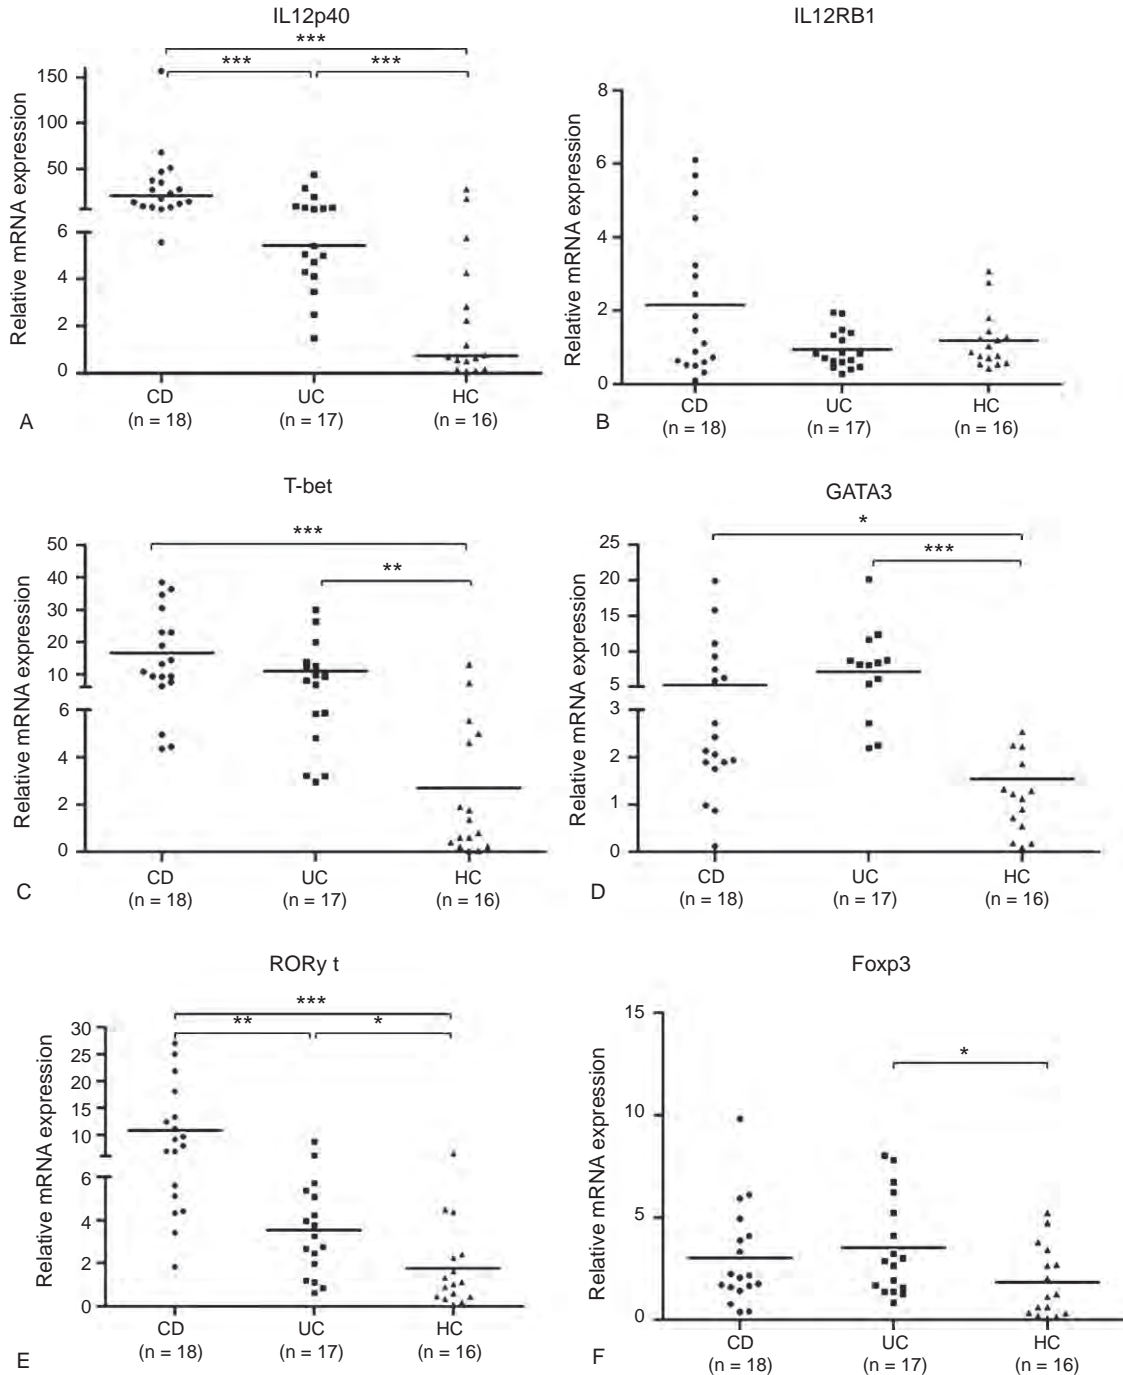 IL12p40
***
***
***
Relative mRNA expression
150
100
50
6
4
2
0
CD
UC
HC
(n = 18)
(n = 17)
(n = 16)
A
IL12RB1
Relative mRNA expression
8
6
4
2
0
CD
UC
HC
(n = 18)
(n = 17)
(n = 16)
B
T-bet
***
**
Relative mRNA expression
50
40
30
20
10
6
4
2
0
CD
UC
HC
(n = 18)
(n = 17)
(n = 16)
C
GATA3
*
***
Relative mRNA expression
25
20
15
10
5
3
2
1
0
CD
UC
HC
(n = 18)
(n = 17)
(n = 16)
D
RORy t
***
**
*
Relative mRNA expression
30
25
20
15
10
6
4
2
0
CD
UC
HC
(n = 18)
(n = 17)
(n = 16)
E
Foxp3
*
Relative mRNA expression
15
10
5
0
CD
UC
HC
(n = 18)
(n = 17)
(n = 16)
F